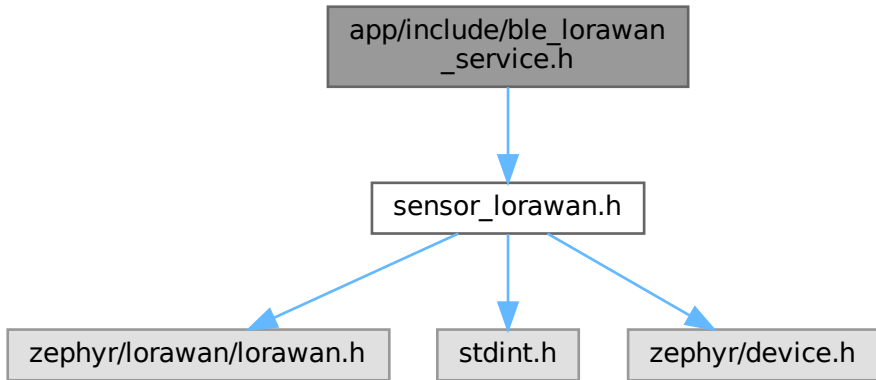 app/include/ble_lorawan
_service.h
sensor_lorawan.h
zephyr/lorawan/lorawan.h
stdint.h
zephyr/device.h